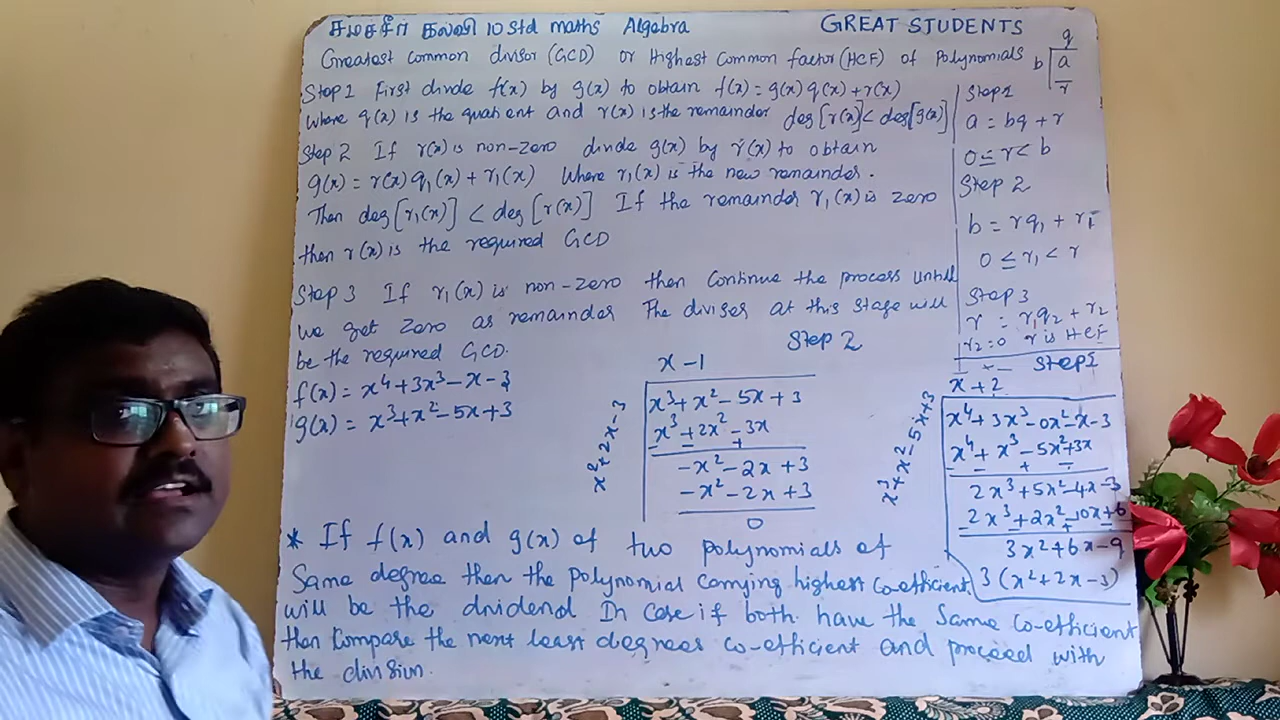 சமச்சீர் கல்வி 10 std maths Algebra GREAT STUDENTS
Greatest common divisor (GCD) or Highest Common factor (HCF) of Polynomials
Step 1 First divide f(x) by g(x) to obtain f(x) = g(x) q(x) + r(x)
where q(x) is the quotient and r(x) is the remainder deg[r(x)] < deg[g(x)]
Step 2 If r(x) is non-zero divide g(x) by r(x) to obtain
g(x) = r(x) q₁(x) + r₁(x) Where r₁(x) is the new remainder.
Then deg[r₁(x)] < deg[r(x)] If the remainder r₁(x) is zero
then r(x) is the required GCD
Step 3 If r₁(x) is non-zero then Continue the process untill
we get Zero as remainder The divisor at this stage will
be the required GCD.
f(x) = x⁴+3x³-x-3
g(x) = x³+x²-5x+3
q
b a
r
Step 1
a = bq + r
0 ≤ r < b
Step 2
b = rq₁ + r₁
0 ≤ r₁ < r
Step 3
r = r₁q₂ + r₂
r₂=0 r is HCF
Step 2
x-1
x²+2x-3
x³+x²-5x+3
x³+2x²-3x
- +
-x²-2x+3
-x²-2x+3
0
Step 1
x+2
x³+x²-5x+3
x⁴+3x³-0x²-x-3
x⁴+x³-5x²+3x
- - + -
2x³+5x²-4x-3
2x³+2x²-10x+6
- - + -
3x²+6x-9
3(x²+2x-3)
* If f(x) and g(x) of two polynomials of
Same degree then the polynomial carrying highest Co-efficient
will be the dividend In case if both have the Same co-efficient
then Compare the next least degrees co-efficient and proceed with
the division.